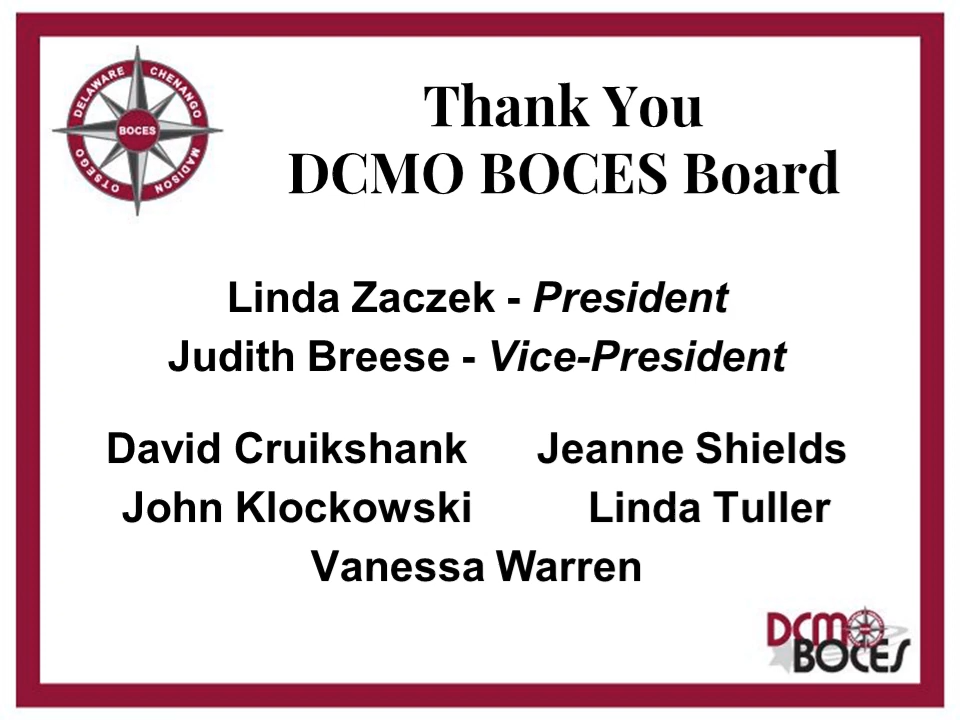 DELAWARE CHENANGO
BOCES
OTSEGO MADISON
Thank You
DCMO BOCES Board
Linda Zaczek - President
Judith Breese - Vice-President
David Cruikshank Jeanne Shields
John Klockowski Linda Tuller
Vanessa Warren
DCMO
BOCES